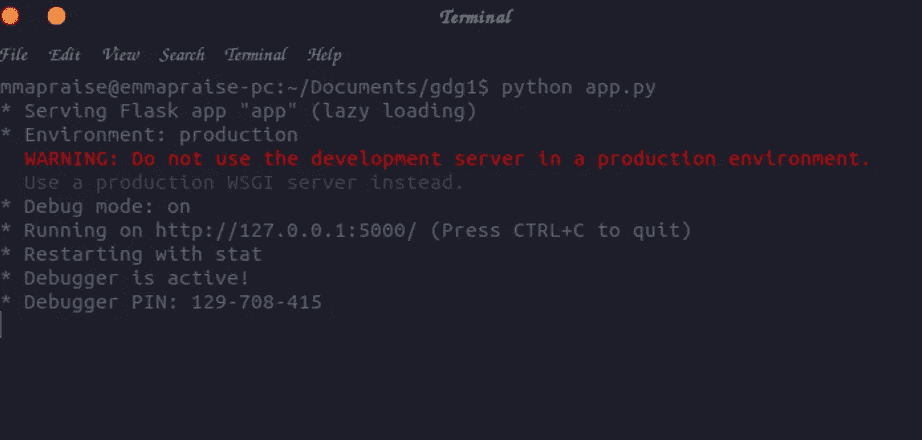 Terminal
File Edit View Search Terminal Help
mmapraise@emmapraise-pc:~/Documents/gdg1$ python app.py
* Serving Flask app "app" (lazy loading)
* Environment: production
WARNING: Do not use the development server in a production environment.
Use a production WSGI server instead.
* Debug mode: on
* Running on http://127.0.0.1:5000/ (Press CTRL+C to quit)
* Restarting with stat
* Debugger is active!
* Debugger PIN: 129-708-415